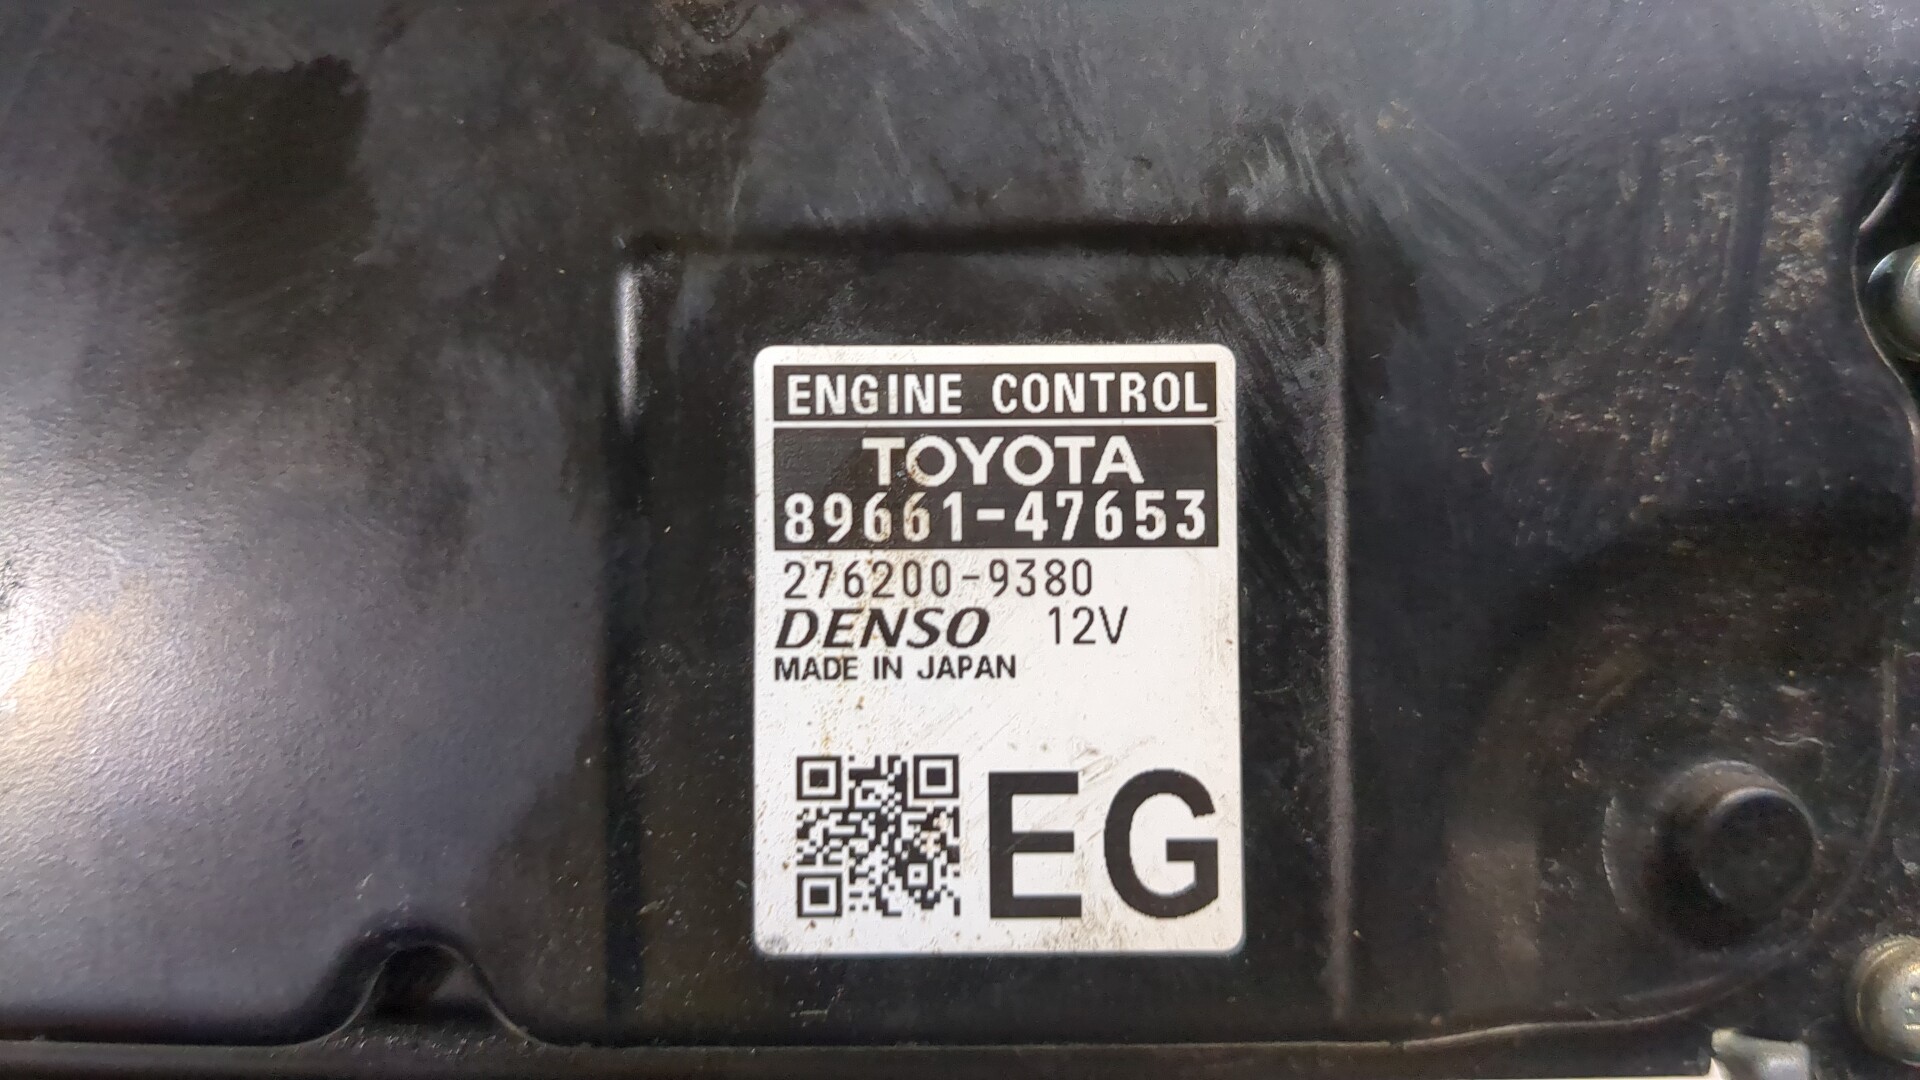 ENGINE CONTROL
TOYOTA
89661-47653
276200-9380
DENSO 12V
MADE IN JAPAN
EG